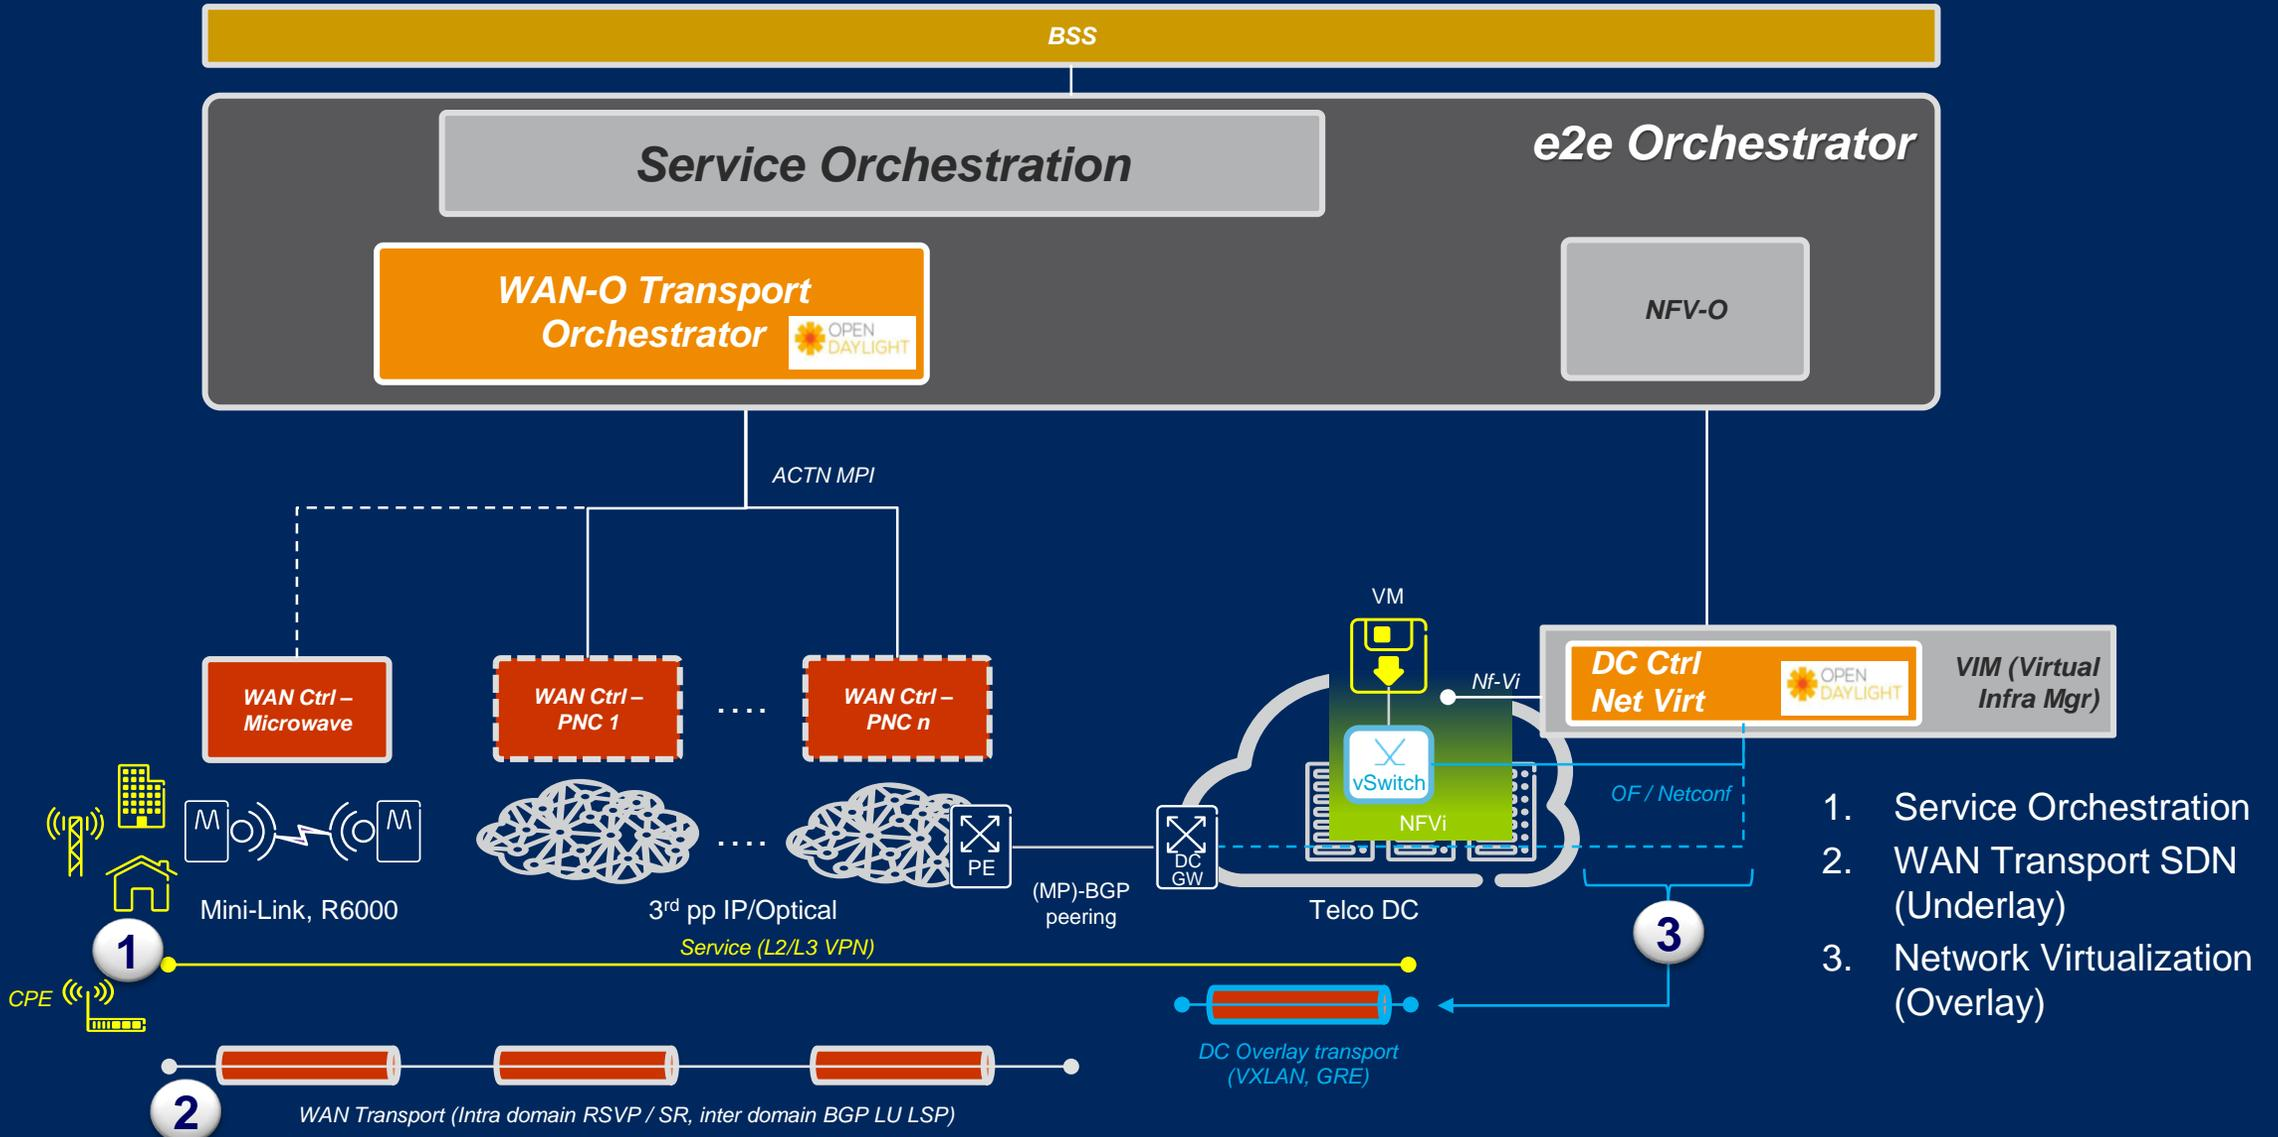 BSS
Service Orchestration
e2e Orchestrator
WAN-O Transport
Orchestrator
OPEN
DAYLIGHT
NFV-O
ACTN MPI
VM
WAN Ctrl –
Microwave
WAN Ctrl –
PNC 1
....
WAN Ctrl –
PNC n
Nf-Vi
DC Ctrl
Net Virt
OPEN
DAYLIGHT
VIM (Virtual
Infra Mgr)
vSwitch
NFVi
OF / Netconf
M
M
....
PE
DC
GW
(MP)-BGP
peering
Mini-Link, R6000
3rd pp IP/Optical
Telco DC
1
Service (L2/L3 VPN)
3
CPE
DC Overlay transport
(VXLAN, GRE)
2
WAN Transport (Intra domain RSVP / SR, inter domain BGP LU LSP)
1. Service Orchestration
2. WAN Transport SDN
(Underlay)
3. Network Virtualization
(Overlay)